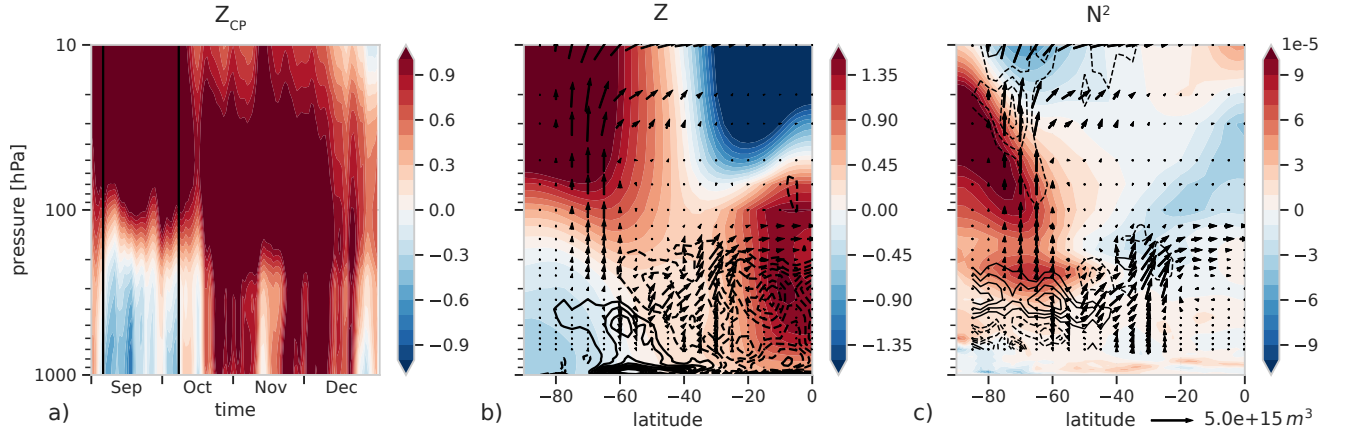 Z_CP
Z
N²
pressure [hPa]
10
100
1000
Sep
Oct
Nov
Dec
time
a)
0.9
0.6
0.3
0.0
−0.3
−0.6
−0.9
−80
−60
−40
−20
0
latitude
b)
1.35
0.90
0.45
0.00
−0.45
−0.90
−1.35
−80
−60
−40
−20
0
latitude
5.0e+15 m³
c)
1e-5
9
6
3
0
−3
−6
−9